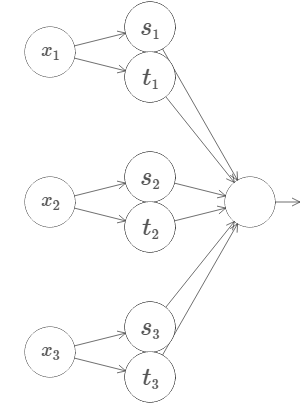 x₁
s₁
t₁
x₂
s₂
t₂
x₃
s₃
t₃